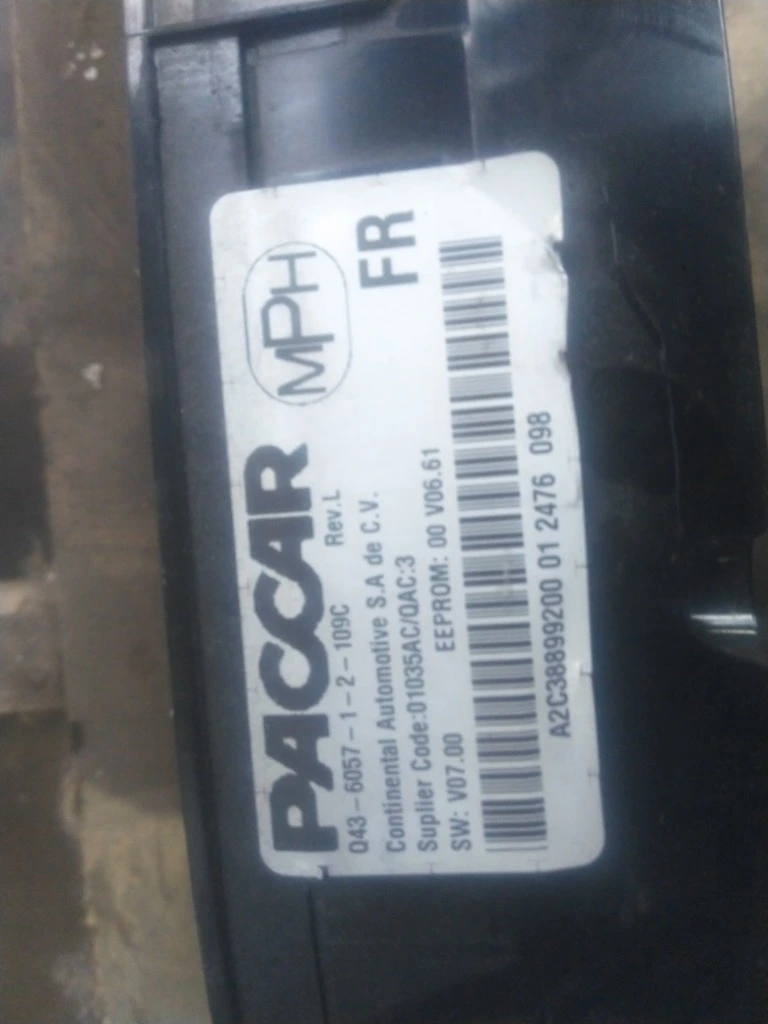 PACCAR MPH
Q43-6057-1-2-109C Rev.L FR
Continental Automotive S.A de C.V.
Suplier Code:01035AC/QAC:3
SW: V07.00 EEPROM: 00 V06.61
A2C38899200 01 2476 098